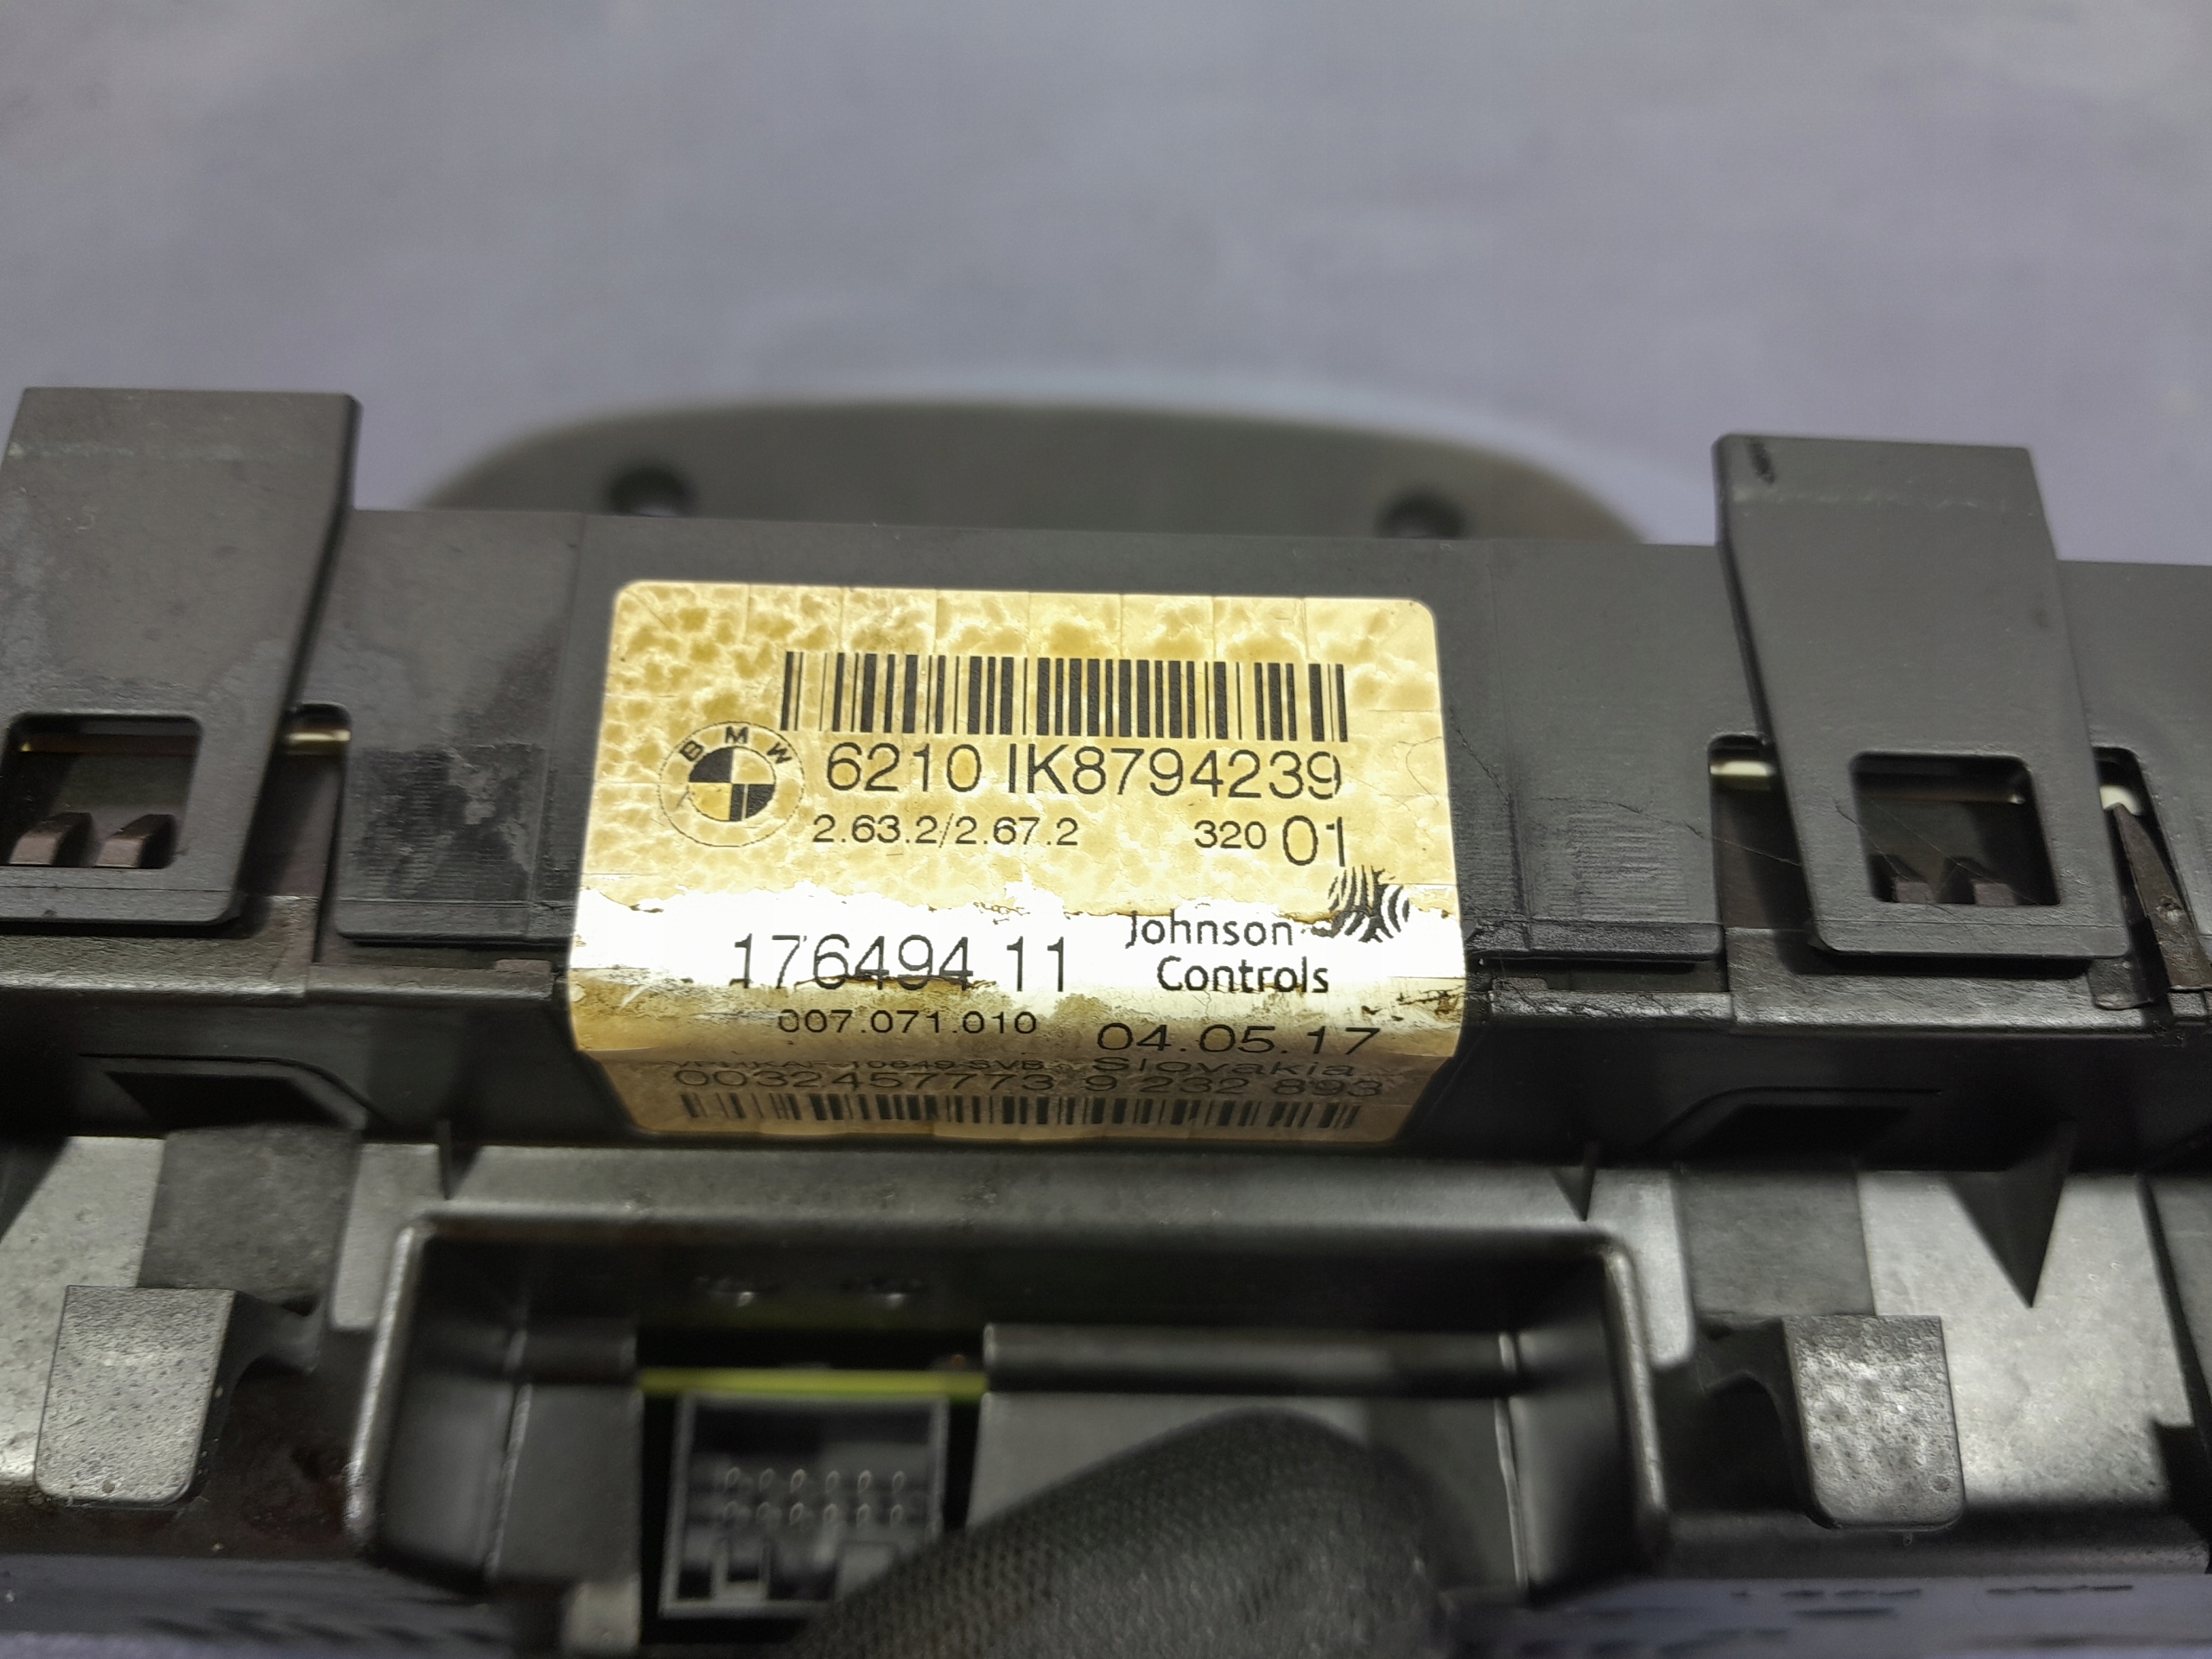 BMW
6210 IK8794239
2.63.2/2.67.2 320 01
176494 11 Johnson
Controls
007.071.010 04.05.17
Slovakia
0032457773 9 232 893